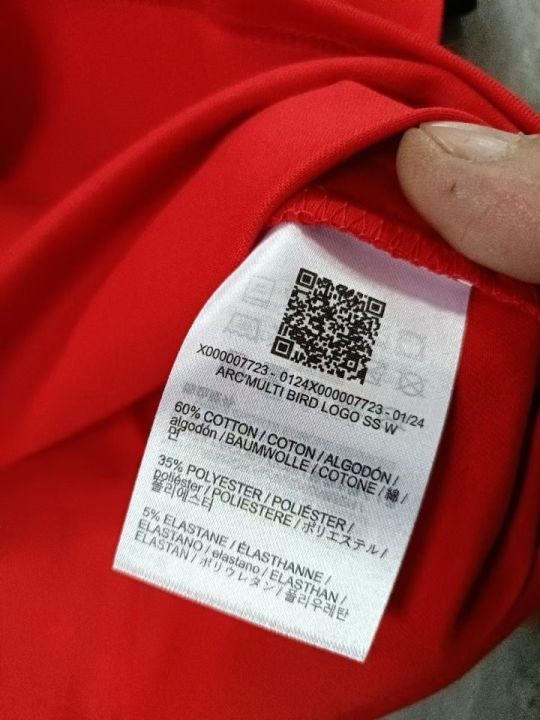 X000007723 - 0124X000007723 - 01/24
ARC'MULTI BIRD LOGO SS W
60% COTTON / COTON / ALGODÓN /
algodón / BAUMWOLLE / COTONE / 綿 /
면
35% POLYESTER / POLIÉSTER /
poliéster / POLIESTERE / ポリエステル /
폴리에스터
5% ELASTANE / ÉLASTHANNE /
ELASTANO / elastano / ELASTHAN /
ELASTAN / ポリウレタン / 폴리우레탄